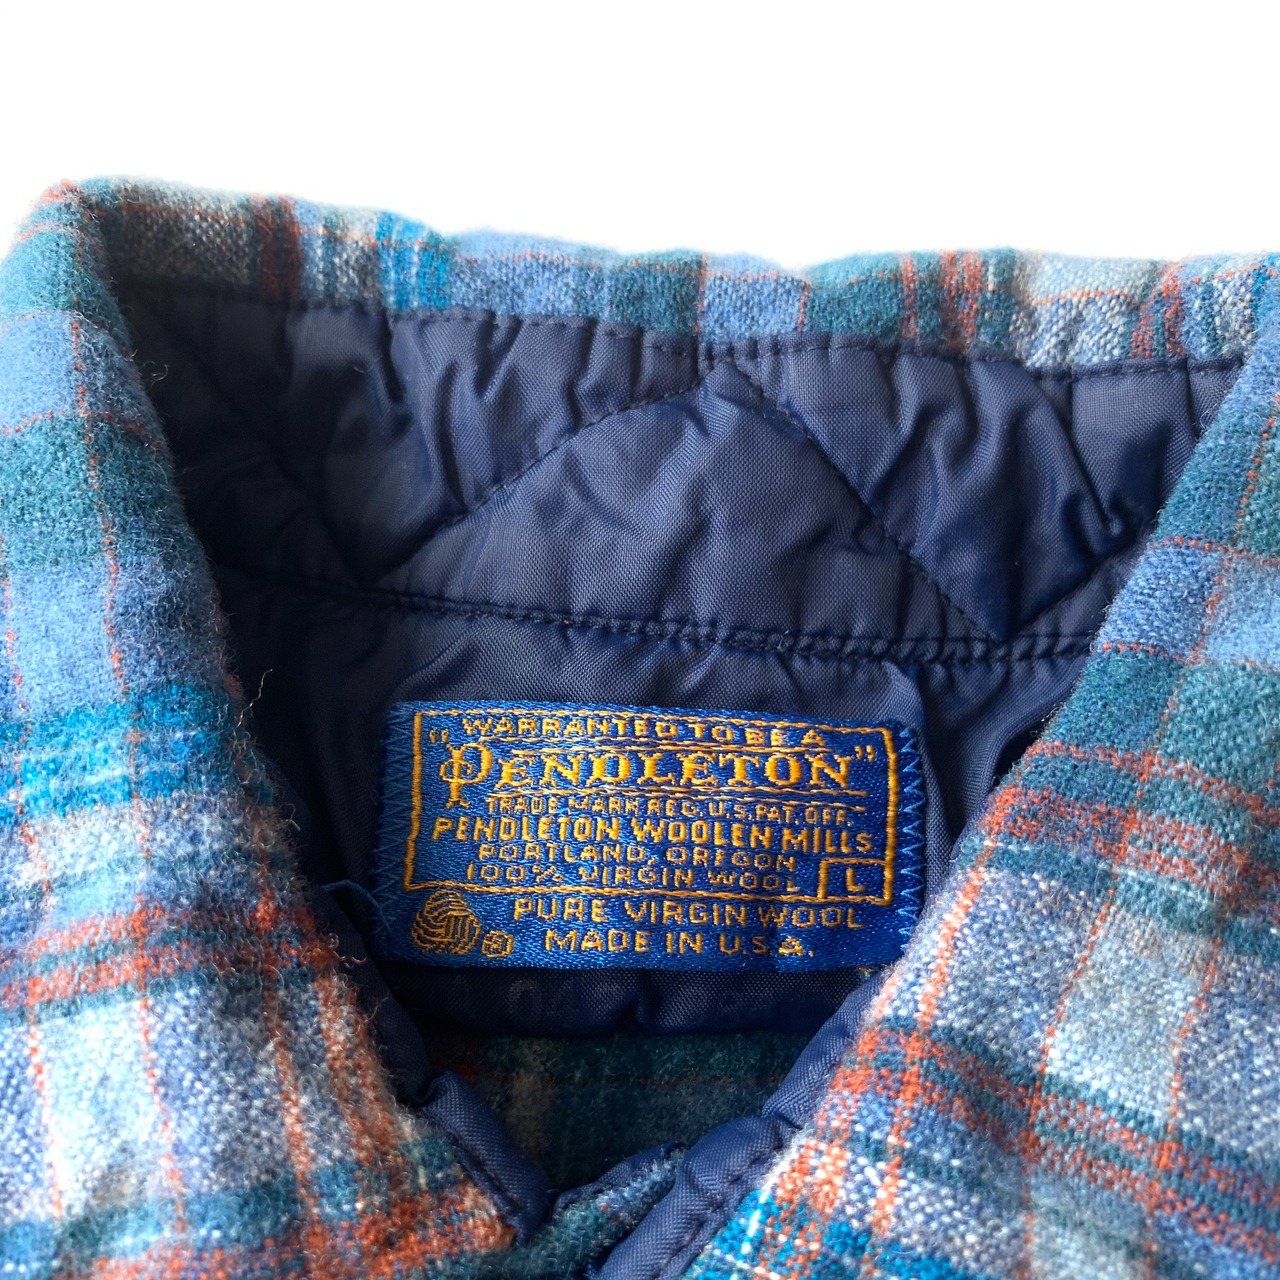 WARRANTED TO BE A
"PENDLETON"
TRADE MARK REG. U.S. PAT. OFF.
PENDLETON WOOLEN MILLS
PORTLAND, OREGON
100% VIRGIN WOOL L
PURE VIRGIN WOOL
MADE IN U.S.A.